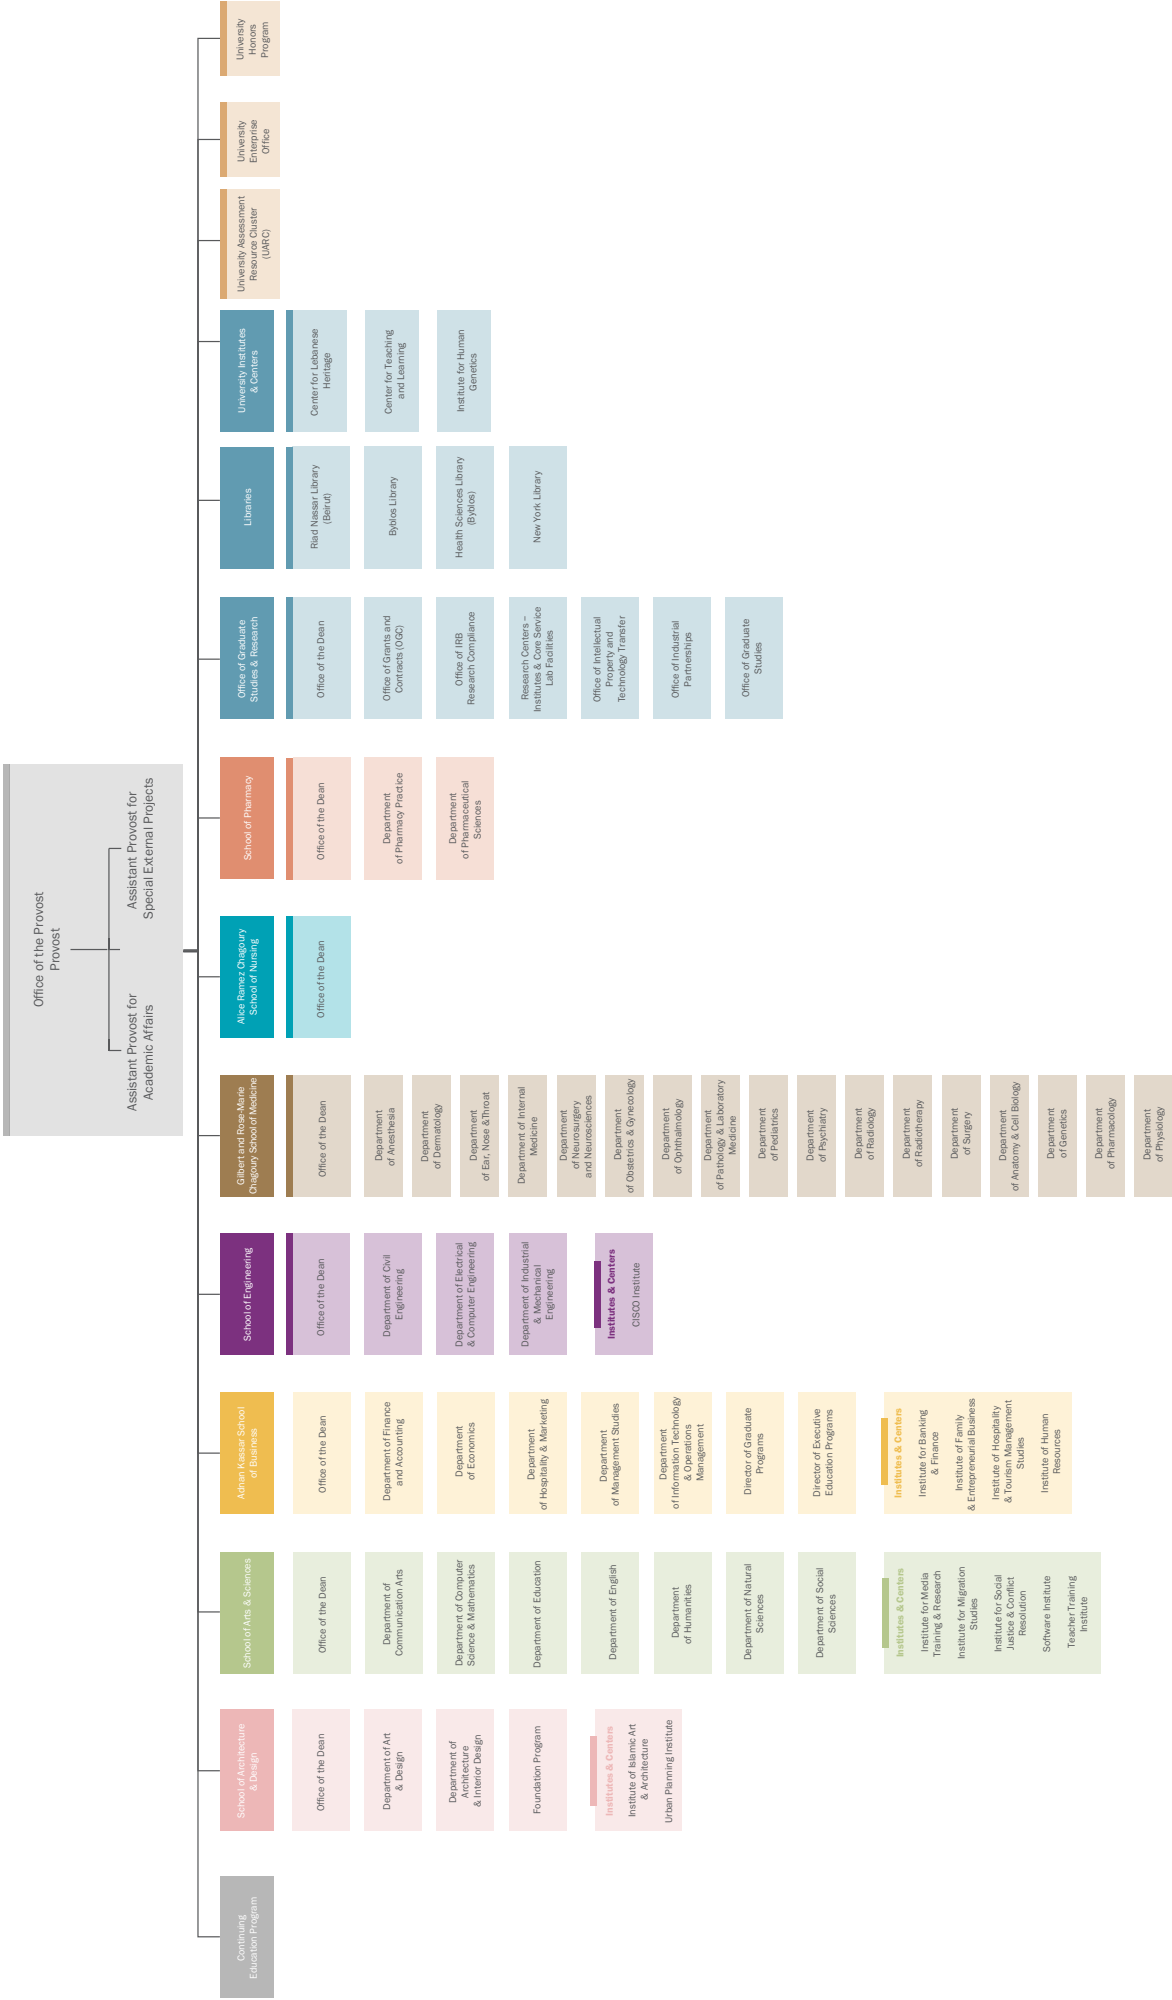 Office of the Provost
Provost
Assistant Provost for
Academic Affairs
Assistant Provost for
Special External Projects
Continuing
Education Program
School of Architecture
& Design
Office of the Dean
Department of Art
& Design
Department of
Architecture
& Interior Design
Foundation Program
Institutes & Centers
Institute of Islamic Art
& Architecture
Urban Planning Institute
School of Arts & Sciences
Office of the Dean
Department of
Communication Arts
Department of Computer
Science & Mathematics
Department of Education
Department of English
Department
of Humanities
Department of Natural
Sciences
Department of Social
Sciences
Institutes & Centers
Institute for Media
Training & Research
Institute for Migration
Studies
Institute for Social
Justice & Conflict
Resolution
Software Institute
Teacher Training
Institute
Adnan Kassar School
of Business
Office of the Dean
Department of Finance
and Acounting
Department
of Economics
Department
of Hospitality & Marketing
Department
of Management Studies
Department
of Information Technology
& Operations
Management
Director of Graduate
Programs
Director of Executive
Education Programs
Institutes & Centers
Institute for Banking
& Finance
Institute of Family
& Entrepreneurial Business
Institute of Hospitality
& Tourism Management
Studies
Institute of Human
Resources
School of Engineering
Office of the Dean
Department of Civil
Engineering
Department of Electrical
& Computer Engineering
Department of Industrial
& Mechanical
Engineering
Institutes & Centers
CISCO Institute
Gilbert and Rose-Marie
Chagoury School of Medicine
Office of the Dean
Department
of Anesthesia
Department
of Dermatology
Department
of Ear, Nose &Throat
Department of Internal
Medicine
Department
of Neurosurgery
and Neurosciences
Department
of Obstetrics & Gynecology
Department
of Ophthalmology
Department
of Pathology & Laboratory
Medicine
Department
of Pediatrics
Department
of Psychiatry
Department
of Radiology
Department
of Radiotherapy
Department
of Surgery
Department
of Anatomy & Cell Biology
Department
of Genetics
Department
of Pharmacology
Department
of Physiology
Alice Ramez Chagoury
School of Nursing
Office of the Dean
School of Pharmacy
Office of the Dean
Department
of Pharmacy Practice
Department
of Pharmaceutical
Sciences
Office of Graduate
Studies & Research
Office of the Dean
Office of Grants and
Contracts (OGC)
Office of IRB
Research Compliance
Research Centers –
Institutes & Core Service
Lab Facilities
Office of Intellectual
Property and
Technology Transfer
Office of Industrial
Partnerships
Office of Graduate
Studies
Libraries
Riad Nassar Library
(Beirut)
Byblos Library
Health Sciences Library
(Byblos)
New York Library
University Institutes
& Centers
Center for Lebanese
Heritage
Center for Teaching
and Learning
Institute for Human
Genetics
University Assessment
Resource Cluster
(UARC)
University
Enterprise
Office
University
Honors
Program